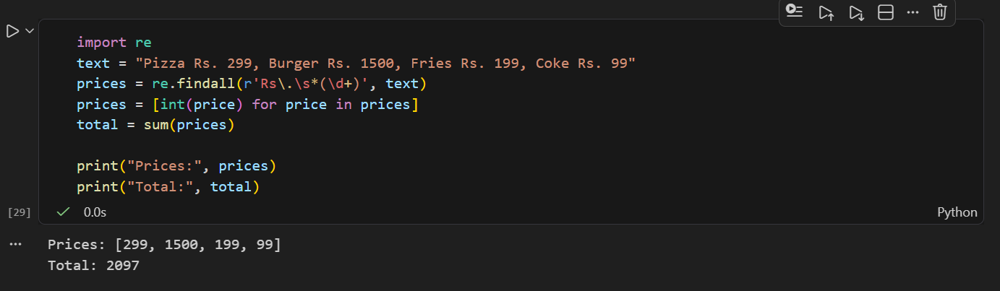 import re
text = "Pizza Rs. 299, Burger Rs. 1500, Fries Rs. 199, Coke Rs. 99"
prices = re.findall(r'Rs\.\s*(\d+)', text)
prices = [int(price) for price in prices]
total = sum(prices)
print("Prices:", prices)
print("Total:", total)
[29]
0.0s
Python
Prices: [299, 1500, 199, 99]
Total: 2097